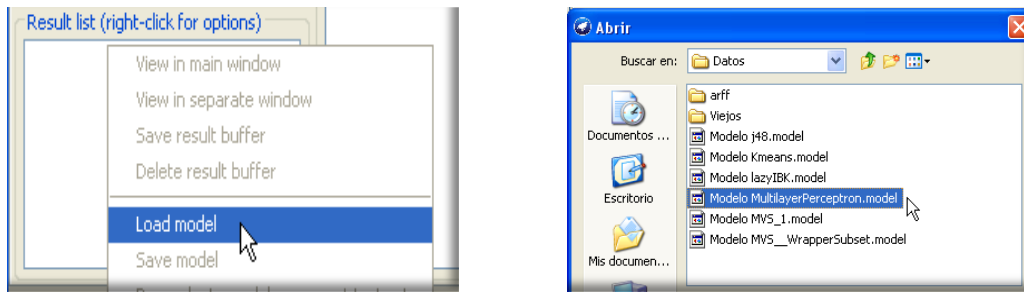 Result list (right-click for options)
View in main window
View in separate window
Save result buffer
Delete result buffer
Load model
Save model
Abrir
Buscar en: Datos
Documentos ...
Escritorio
Mis documen...
arff
Viejos
Modelo j48.model
Modelo Kmeans.model
Modelo lazyIBK.model
Modelo MultilayerPerceptron.model
Modelo MVS_1.model
Modelo MVS__WrapperSubset.model